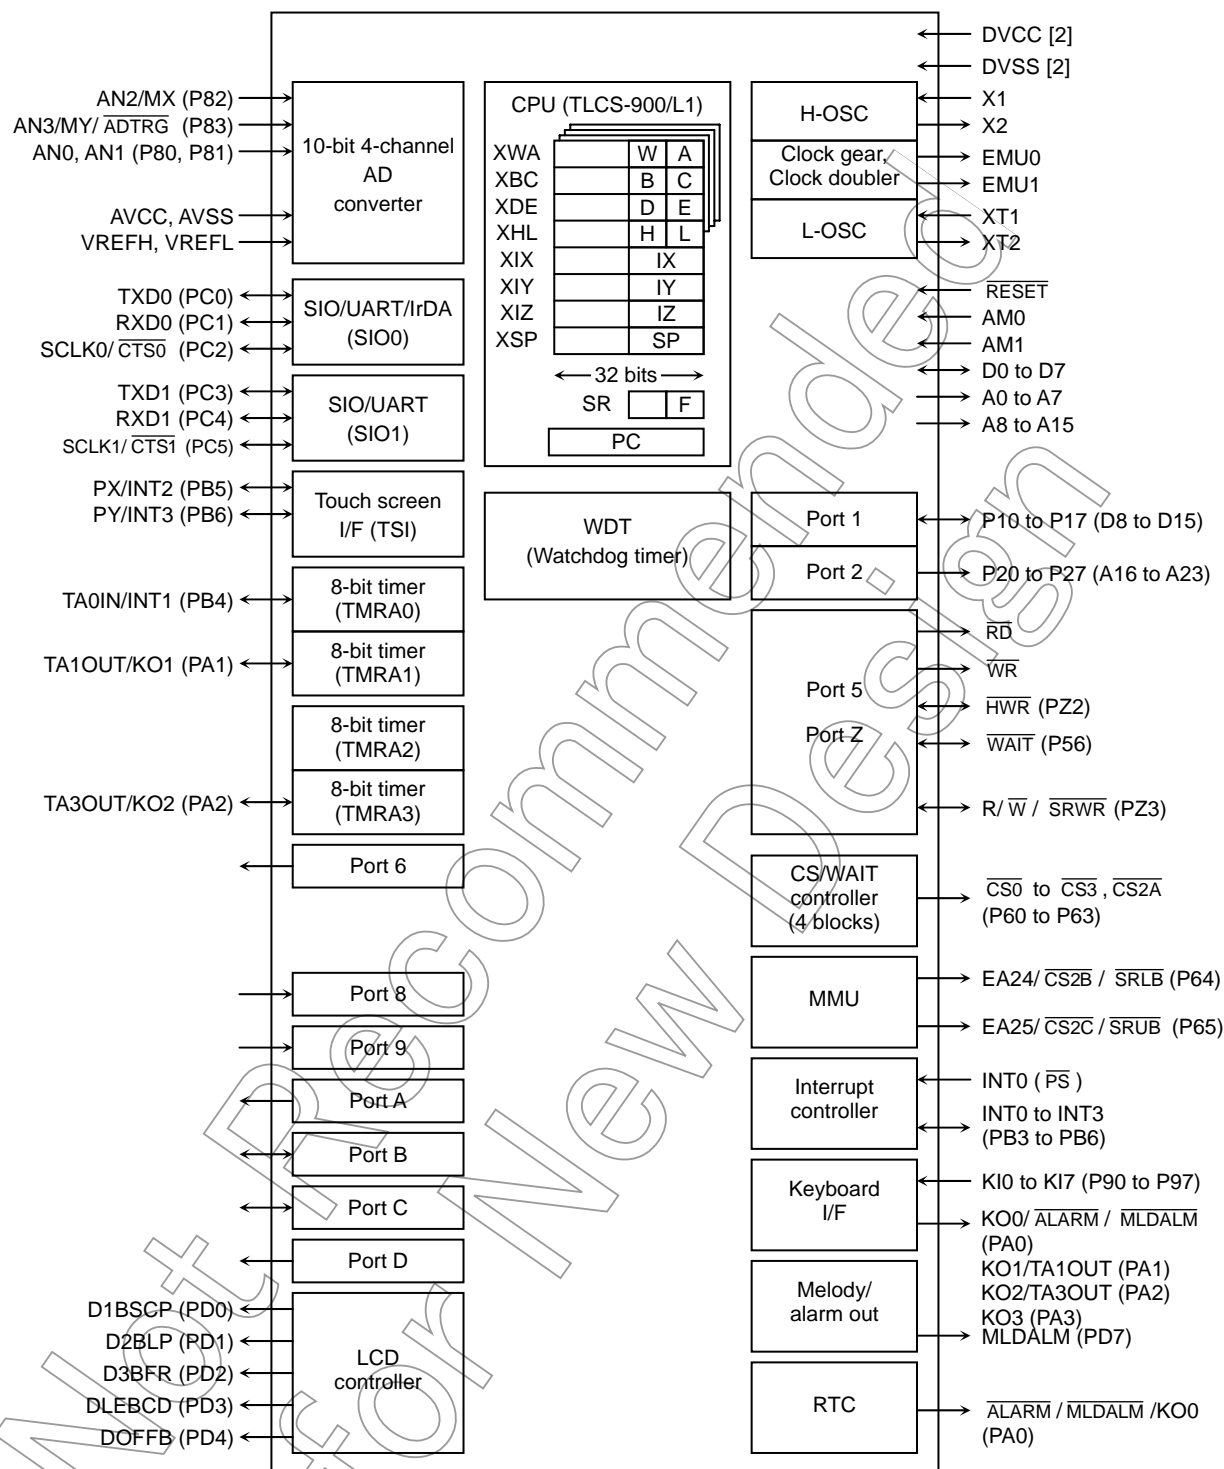 DVCC [2]
DVSS [2]
AN2/MX (P82)
AN3/MY/ ADTRG (P83)
AN0, AN1 (P80, P81)
AVCC, AVSS
VREFH, VREFL
10-bit 4-channel
AD
converter
TXD0 (PC0)
RXD0 (PC1)
SCLK0/ CTS0 (PC2)
SIO/UART/IrDA
(SIO0)
TXD1 (PC3)
RXD1 (PC4)
SCLK1/ CTS1 (PC5)
SIO/UART
(SIO1)
PX/INT2 (PB5)
PY/INT3 (PB6)
Touch screen
I/F (TSI)
TA0IN/INT1 (PB4)
8-bit timer
(TMRA0)
TA1OUT/KO1 (PA1)
8-bit timer
(TMRA1)
8-bit timer
(TMRA2)
TA3OUT/KO2 (PA2)
8-bit timer
(TMRA3)
Port 6
Port 8
Port 9
Port A
Port B
Port C
Port D
D1BSCP (PD0)
D2BLP (PD1)
D3BFR (PD2)
DLEBCD (PD3)
DOFFB (PD4)
LCD
controller
CPU (TLCS-900/L1)
XWA W A
XBC B C
XDE D E
XHL H L
XIX IX
XIY IY
XIZ IZ
XSP SP
32 bits
SR F
PC
WDT
(Watchdog timer)
H-OSC
Clock gear,
Clock doubler
L-OSC
X1
X2
EMU0
EMU1
XT1
XT2
RESET
AM0
AM1
D0 to D7
A0 to A7
A8 to A15
Port 1
P10 to P17 (D8 to D15)
Port 2
P20 to P27 (A16 to A23)
Port 5
Port Z
RD
WR
HWR (PZ2)
WAIT (P56)
R/ W / SRWR (PZ3)
CS/WAIT
controller
(4 blocks)
CS0 to CS3 , CS2A
(P60 to P63)
MMU
EA24/ CS2B / SRLB (P64)
EA25/ CS2C / SRUB (P65)
Interrupt
controller
INT0 ( PS )
INT0 to INT3
(PB3 to PB6)
Keyboard
I/F
KI0 to KI7 (P90 to P97)
KO0/ ALARM / MLDALM
(PA0)
KO1/TA1OUT (PA1)
KO2/TA3OUT (PA2)
KO3 (PA3)
Melody/
alarm out
MLDALM (PD7)
RTC
ALARM / MLDALM /KO0
(PA0)
Not Recommended
for New Design